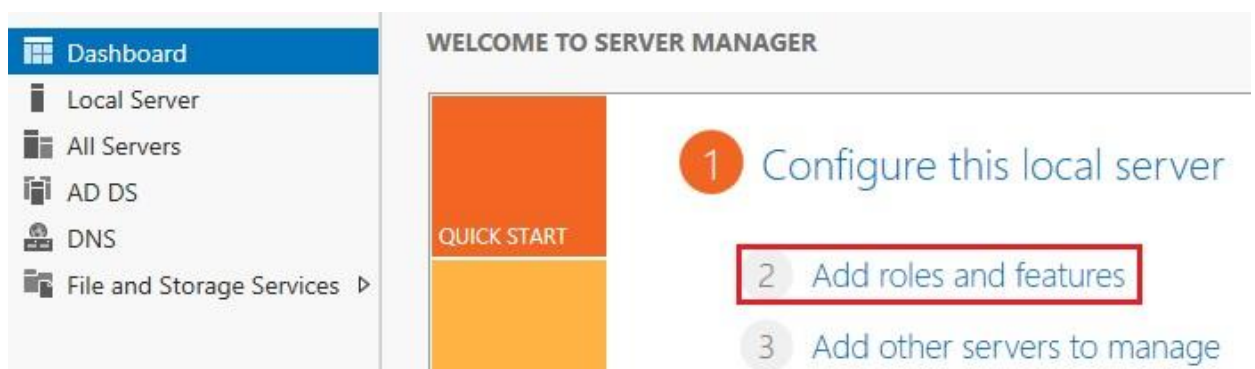 Dashboard
Local Server
All Servers
AD DS
DNS
File and Storage Services
WELCOME TO SERVER MANAGER
QUICK START
1 Configure this local server
2 Add roles and features
3 Add other servers to manage